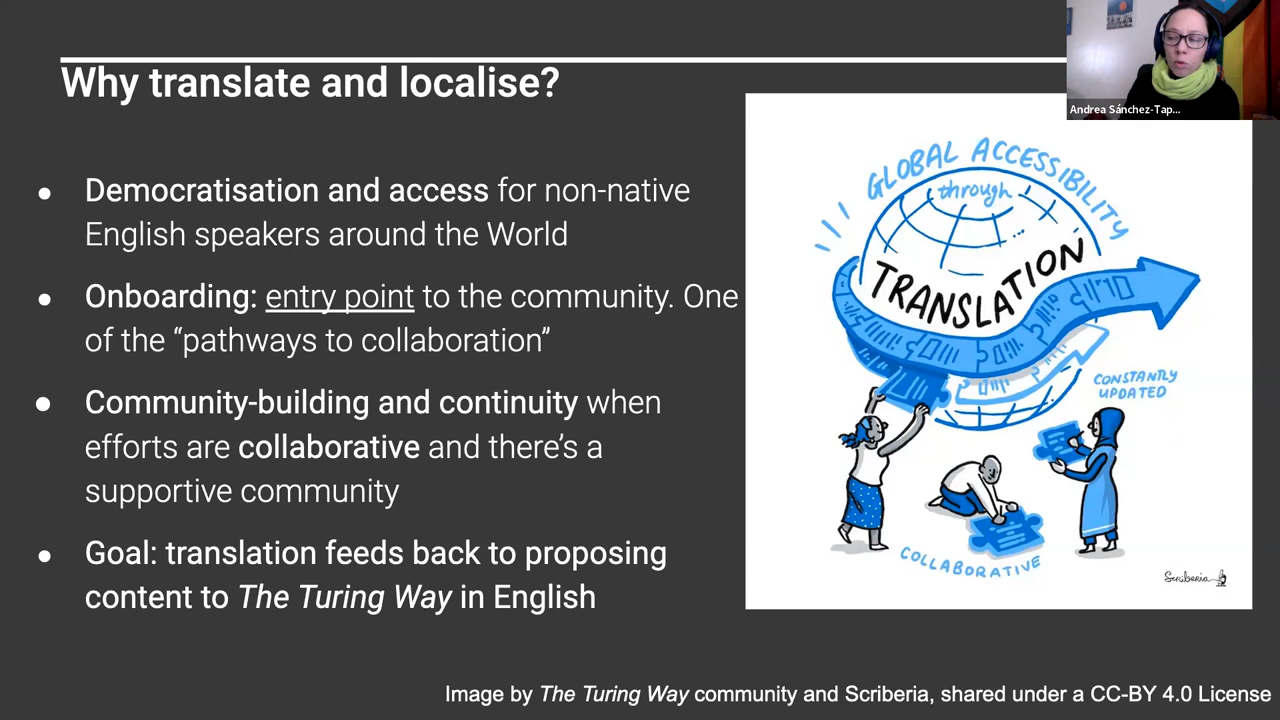 Why translate and localise?
Andrea Sánchez-Tap...
● Democratisation and access for non-native
English speakers around the World
● Onboarding: entry point to the community. One
of the “pathways to collaboration”
● Community-building and continuity when
efforts are collaborative and there’s a
supportive community
● Goal: translation feeds back to proposing
content to The Turing Way in English
GLOBAL ACCESSIBILITY
through
TRANSLATION
CONSTANTLY
UPDATED
COLLABORATIVE
Scriberia
Image by The Turing Way community and Scriberia, shared under a CC-BY 4.0 License